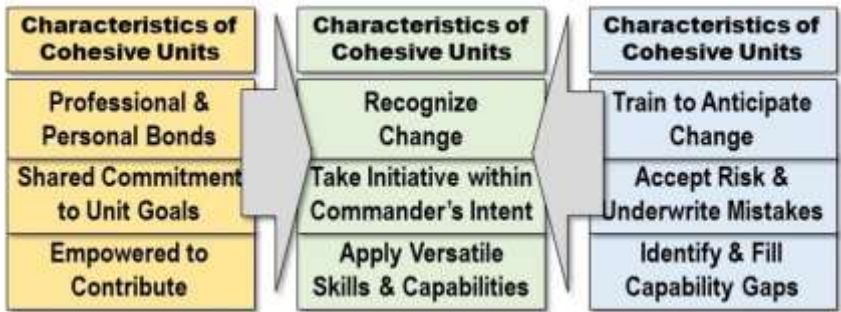 Characteristics of
Cohesive Units
Professional &
Personal Bonds
Shared Commitment
to Unit Goals
Empowered to
Contribute
Characteristics of
Cohesive Units
Recognize
Change
Take Initiative within
Commander's Intent
Apply Versatile
Skills & Capabilities
Characteristics of
Cohesive Units
Train to Anticipate
Change
Accept Risk &
Underwrite Mistakes
Identify & Fill
Capability Gaps